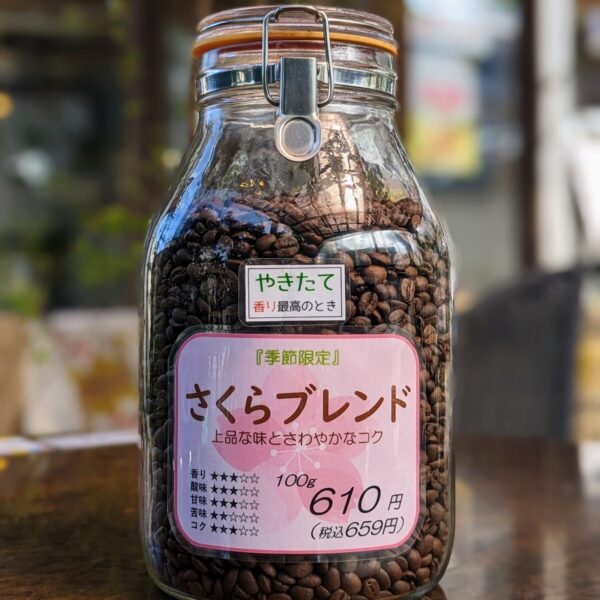 やきたて
香り最高のとき
『季節限定』
さくらブレンド
上品な味とさわやかなコク
香り ★★★☆☆
酸味 ★★★☆☆
甘味 ★★★☆☆
苦味 ★★☆☆☆
コク ★★★☆☆
100g
610円
(税込659円)